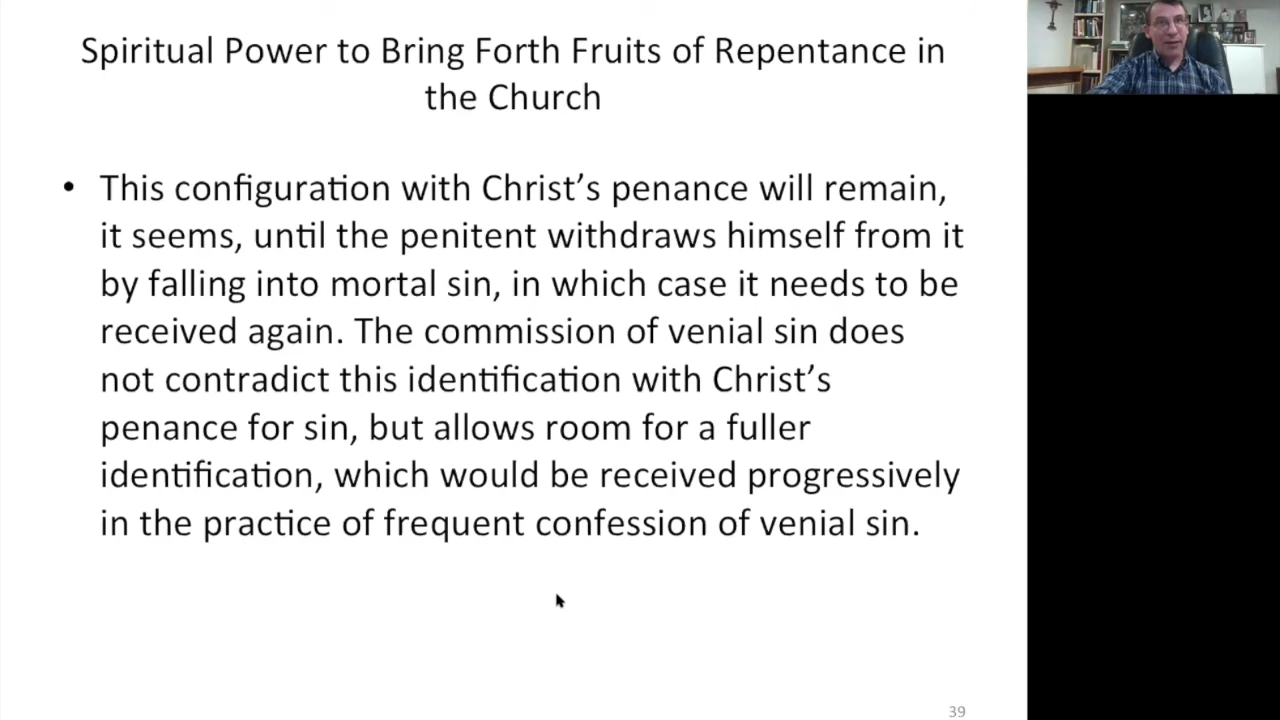 Spiritual Power to Bring Forth Fruits of Repentance in
the Church
• This configuration with Christ’s penance will remain,
it seems, until the penitent withdraws himself from it
by falling into mortal sin, in which case it needs to be
received again. The commission of venial sin does
not contradict this identification with Christ’s
penance for sin, but allows room for a fuller
identification, which would be received progressively
in the practice of frequent confession of venial sin.
39